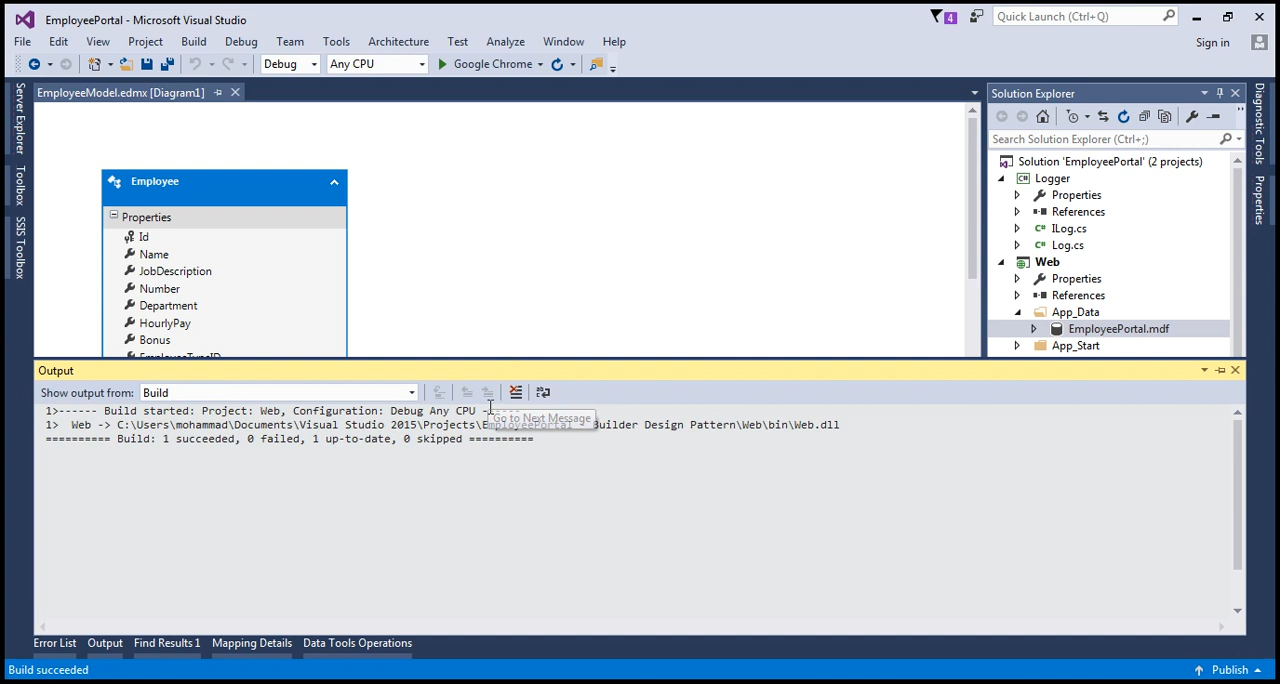 EmployeePortal - Microsoft Visual Studio
4
Quick Launch (Ctrl+Q)
File Edit View Project Build Debug Team Tools Architecture Test Analyze Window Help
Sign in
Debug Any CPU Google Chrome
Server Explorer
Toolbox
SSIS Toolbox
EmployeeModel.edmx [Diagram1]
Employee
Properties
Id
Name
JobDescription
Number
Department
HourlyPay
Bonus
EmployeeTypeID
Solution Explorer
Search Solution Explorer (Ctrl+;)
Solution 'EmployeePortal' (2 projects)
C# Logger
Properties
References
C# ILog.cs
C# Log.cs
Web
Properties
References
App_Data
EmployeePortal.mdf
App_Start
Diagnostic Tools
Properties
Output
Show output from: Build
1>------ Build started: Project: Web, Configuration: Debug Any CPU ------
Go to Next Message
1>  Web -> C:\Users\mohammad\Documents\Visual Studio 2015\Projects\EmployeePortal - Builder Design Pattern\Web\bin\Web.dll
========== Build: 1 succeeded, 0 failed, 1 up-to-date, 0 skipped ==========
Error List Output Find Results 1 Mapping Details Data Tools Operations
Build succeeded
Publish